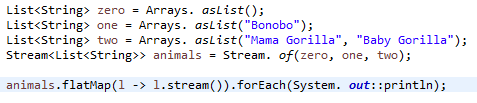 List<String> zero = Arrays. asList();
List<String> one = Arrays. asList("Bonobo");
List<String> two = Arrays. asList("Mama Gorilla", "Baby Gorilla");
Stream<List<String>> animals = Stream. of(zero, one, two);
animals.flatMap(l -> l.stream()).forEach(System. out::println);